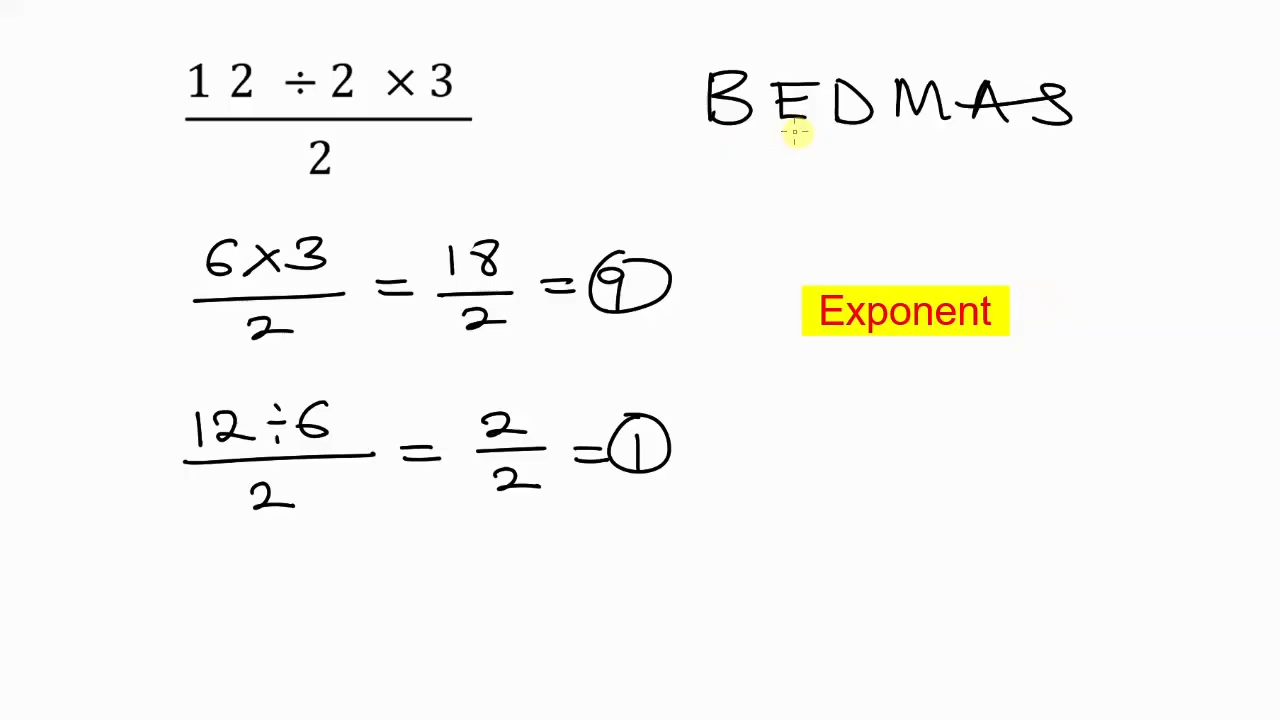 12 ÷ 2 × 3
2
BEDMAS
6×3/2 = 18/2 = 9
Exponent
12÷6/2 = 2/2 = 1